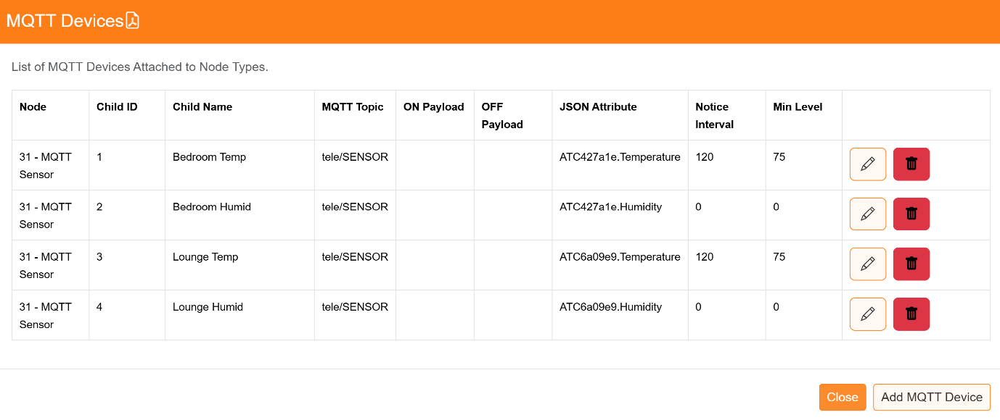 MQTT Devices
List of MQTT Devices Attached to Node Types.
Node Child ID Child Name MQTT Topic ON Payload OFF Payload JSON Attribute Notice Interval Min Level
31 - MQTT Sensor 1 Bedroom Temp tele/SENSOR ATC427a1e.Temperature 120 75
31 - MQTT Sensor 2 Bedroom Humid tele/SENSOR ATC427a1e.Humidity 0 0
31 - MQTT Sensor 3 Lounge Temp tele/SENSOR ATC6a09e9.Temperature 120 75
31 - MQTT Sensor 4 Lounge Humid tele/SENSOR ATC6a09e9.Humidity 0 0
Close Add MQTT Device